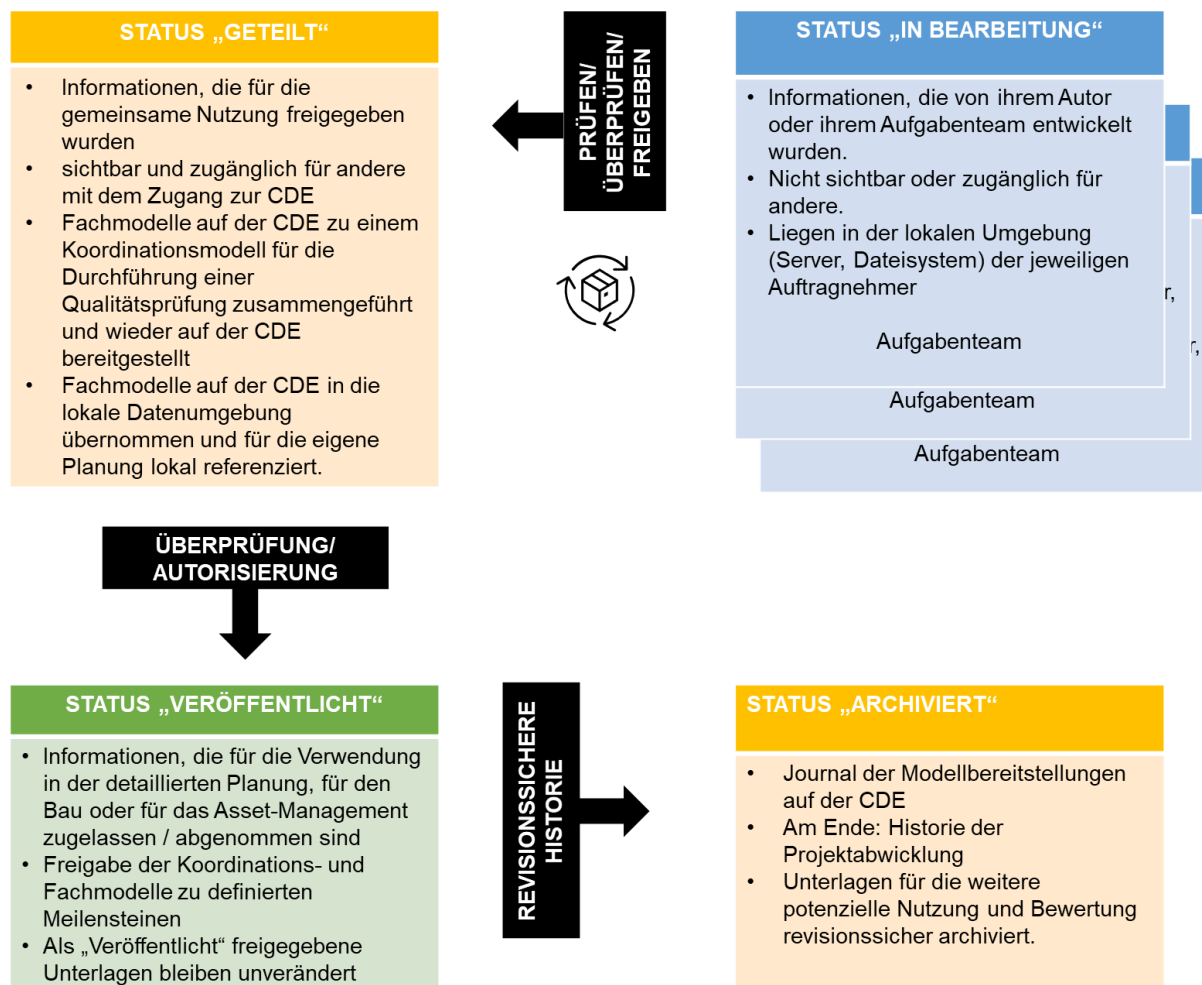 STATUS „GETEILT“
• Informationen, die für die
gemeinsame Nutzung freigegeben
wurden
• sichtbar und zugänglich für andere
mit dem Zugang zur CDE
• Fachmodelle auf der CDE zu einem
Koordinationsmodell für die
Durchführung einer
Qualitätsprüfung zusammengeführt
und wieder auf der CDE
bereitgestellt
• Fachmodelle auf der CDE in die
lokale Datenumgebung
übernommen und für die eigene
Planung lokal referenziert.
PRÜFEN/
ÜBERPRÜFEN/
FREIGEBEN
STATUS „IN BEARBEITUNG“
• Informationen, die von ihrem Autor
oder ihrem Aufgabenteam entwickelt
wurden.
• Nicht sichtbar oder zugänglich für
andere.
• Liegen in der lokalen Umgebung
(Server, Dateisystem) der jeweiligen
Auftragnehmer
Aufgabenteam
r,
Aufgabenteam
r,
Aufgabenteam
ÜBERPRÜFUNG/
AUTORISIERUNG
STATUS „VERÖFFENTLICHT“
• Informationen, die für die Verwendung
in der detaillierten Planung, für den
Bau oder für das Asset-Management
zugelassen / abgenommen sind
• Freigabe der Koordinations- und
Fachmodelle zu definierten
Meilensteinen
• Als „Veröffentlicht“ freigegebene
Unterlagen bleiben unverändert
REVISIONSSICHERE
HISTORIE
STATUS „ARCHIVIERT“
• Journal der Modellbereitstellungen
auf der CDE
• Am Ende: Historie der
Projektabwicklung
• Unterlagen für die weitere
potenzielle Nutzung und Bewertung
revisionssicher archiviert.